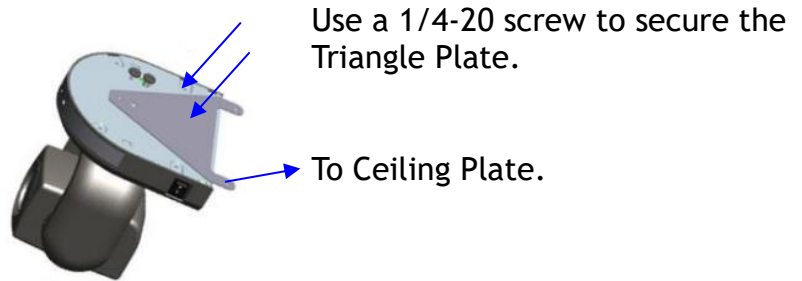 Use a 1/4-20 screw to secure the
Triangle Plate.
To Ceiling Plate.